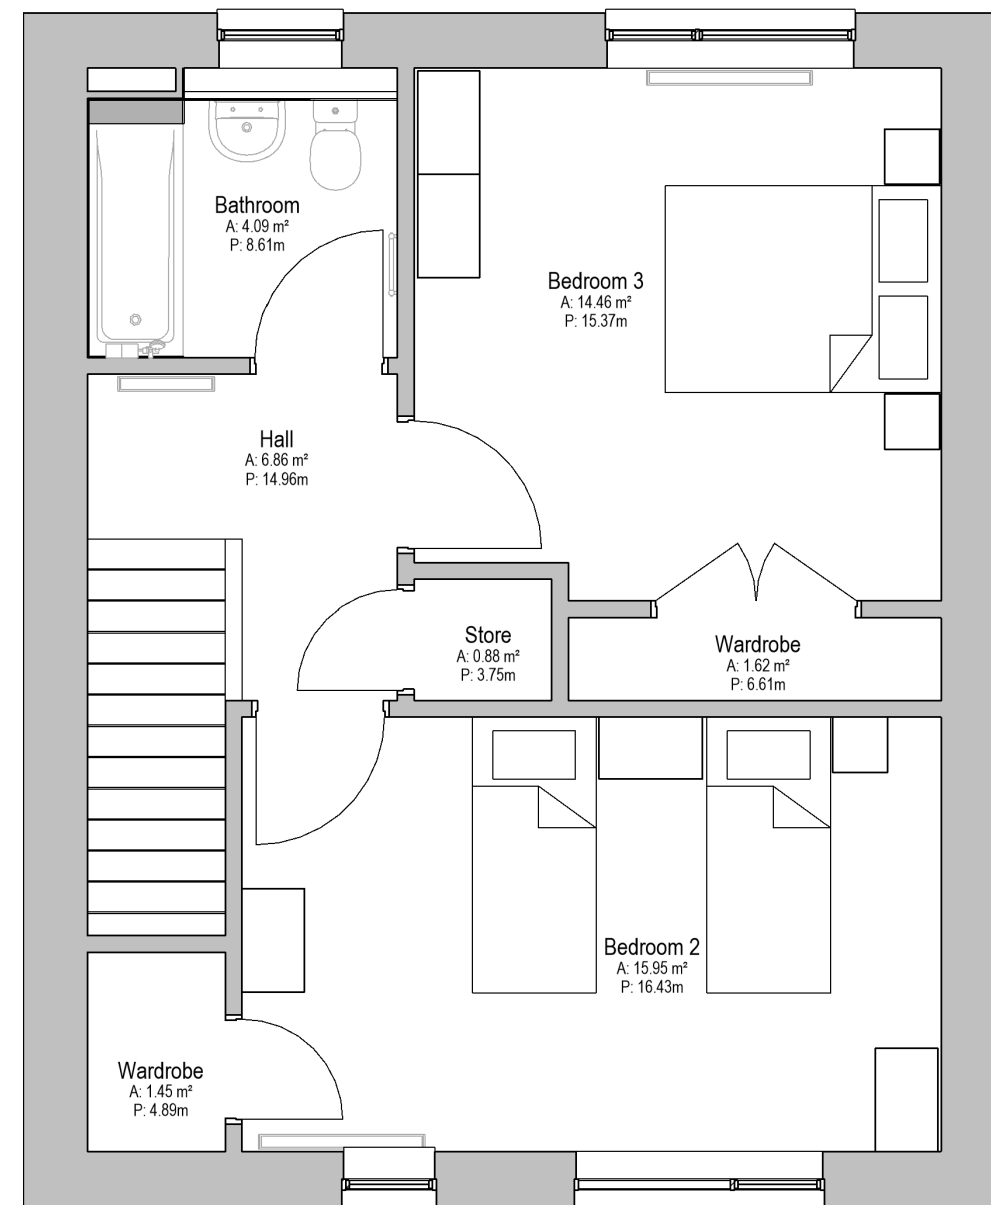 Bathroom
A: 4.09 m²
P: 8.61m
Bedroom 3
A: 14.46 m²
P: 15.37m
Hall
A: 6.86 m²
P: 14.96m
Store
A: 0.88 m²
P: 3.75m
Wardrobe
A: 1.62 m²
P: 6.61m
Bedroom 2
A: 15.95 m²
P: 16.43m
Wardrobe
A: 1.45 m²
P: 4.89m